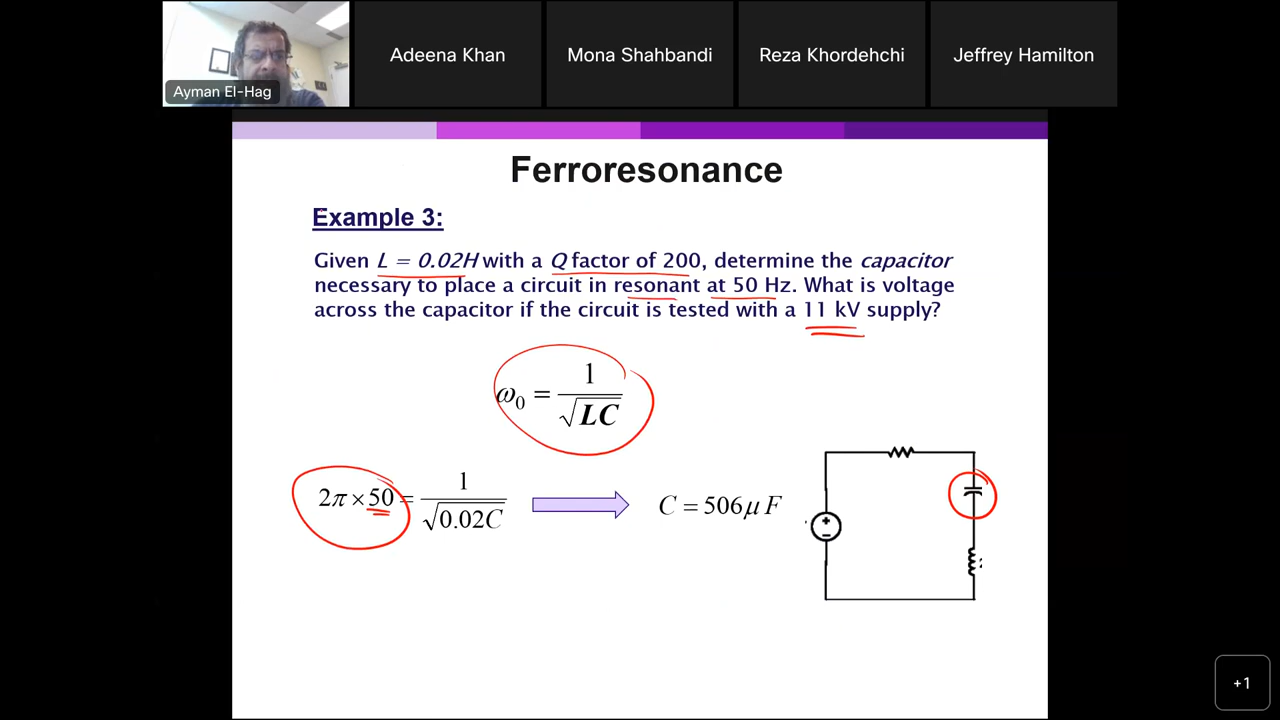 Ayman El-Hag
Adeena Khan
Mona Shahbandi
Reza Khordehchi
Jeffrey Hamilton
Ferroresonance
Example 3:
Given L = 0.02H with a Q factor of 200, determine the capacitor
necessary to place a circuit in resonant at 50 Hz. What is voltage
across the capacitor if the circuit is tested with a 11 kV supply?
ω₀ = 1/√LC
2π × 50 = 1/√0.02C
C = 506μF
+1